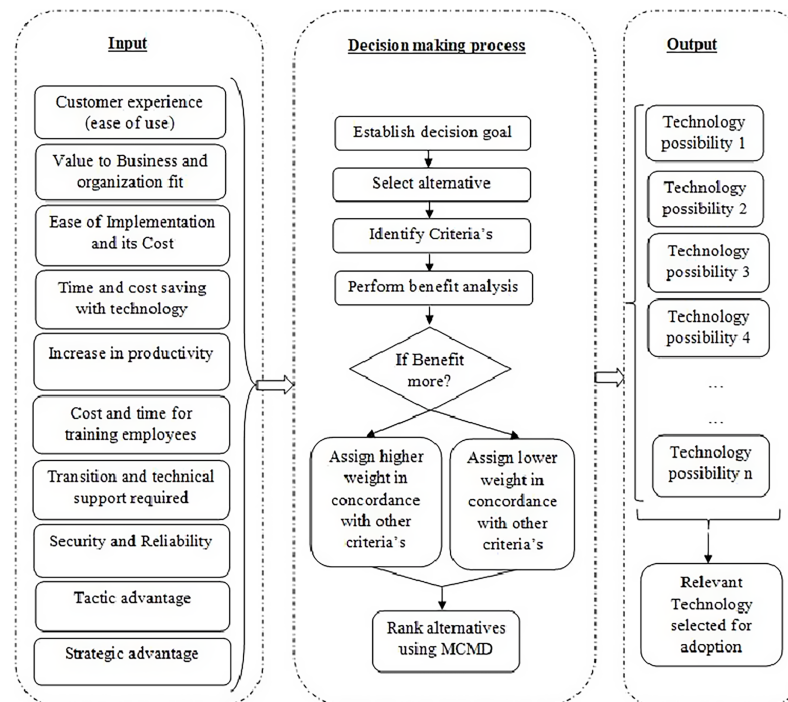 Input
Customer experience
(ease of use)
Value to Business and
organization fit
Ease of Implementation
and its Cost
Time and cost saving
with technology
Increase in productivity
Cost and time for
training employees
Transition and technical
support required
Security and Reliability
Tactic advantage
Strategic advantage
Decision making process
Establish decision goal
Select alternative
Identify Criteria's
Perform benefit analysis
If Benefit
more?
Assign higher
weight in
concordance
with other
criteria's
Assign lower
weight in
concordance
with other
criteria's
Rank alternatives
using MCMD
Output
Technology
possibility 1
Technology
possibility 2
Technology
possibility 3
Technology
possibility 4
...
...
Technology
possibility n
Relevant
Technology
selected for
adoption